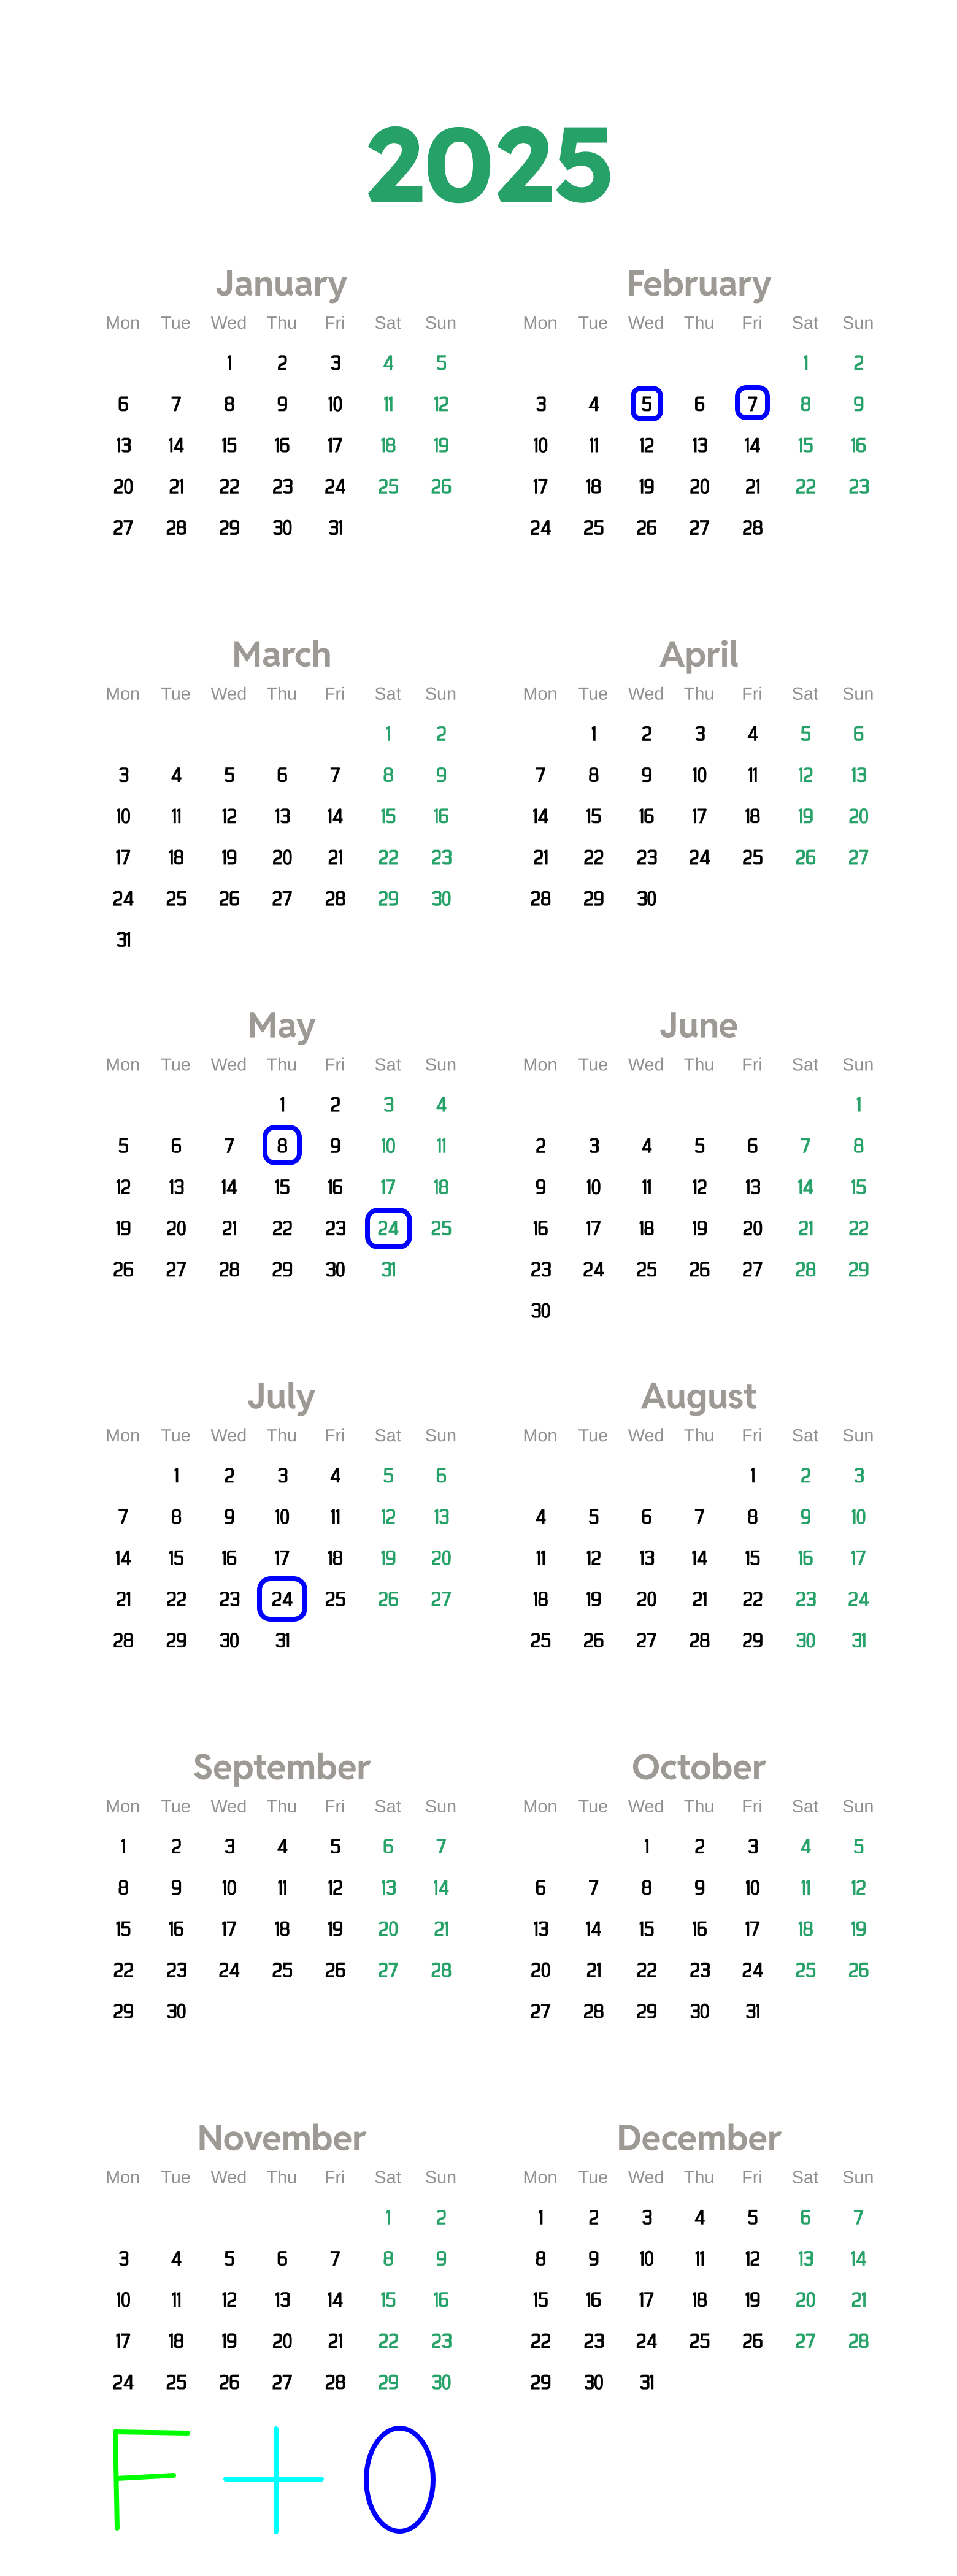 2025
January February
Mon Tue Wed Thu Fri Sat Sun Mon Tue Wed Thu Fri Sat Sun
1 2 3 4 5 1 2
6 7 8 9 10 11 12 3 4 5 6 7 8 9
13 14 15 16 17 18 19 10 11 12 13 14 15 16
20 21 22 23 24 25 26 17 18 19 20 21 22 23
27 28 29 30 31 24 25 26 27 28
March April
Mon Tue Wed Thu Fri Sat Sun Mon Tue Wed Thu Fri Sat Sun
1 2 1 2 3 4 5 6
3 4 5 6 7 8 9 7 8 9 10 11 12 13
10 11 12 13 14 15 16 14 15 16 17 18 19 20
17 18 19 20 21 22 23 21 22 23 24 25 26 27
24 25 26 27 28 29 30 28 29 30
31
May June
Mon Tue Wed Thu Fri Sat Sun Mon Tue Wed Thu Fri Sat Sun
1 2 3 4 1
5 6 7 8 9 10 11 2 3 4 5 6 7 8
12 13 14 15 16 17 18 9 10 11 12 13 14 15
19 20 21 22 23 24 25 16 17 18 19 20 21 22
26 27 28 29 30 31 23 24 25 26 27 28 29
30
July August
Mon Tue Wed Thu Fri Sat Sun Mon Tue Wed Thu Fri Sat Sun
1 2 3 4 5 6 1 2 3
7 8 9 10 11 12 13 4 5 6 7 8 9 10
14 15 16 17 18 19 20 11 12 13 14 15 16 17
21 22 23 24 25 26 27 18 19 20 21 22 23 24
28 29 30 31 25 26 27 28 29 30 31
September October
Mon Tue Wed Thu Fri Sat Sun Mon Tue Wed Thu Fri Sat Sun
1 2 3 4 5 6 7 1 2 3 4 5
8 9 10 11 12 13 14 6 7 8 9 10 11 12
15 16 17 18 19 20 21 13 14 15 16 17 18 19
22 23 24 25 26 27 28 20 21 22 23 24 25 26
29 30 27 28 29 30 31
November December
Mon Tue Wed Thu Fri Sat Sun Mon Tue Wed Thu Fri Sat Sun
1 2 1 2 3 4 5 6 7
3 4 5 6 7 8 9 8 9 10 11 12 13 14
10 11 12 13 14 15 16 15 16 17 18 19 20 21
17 18 19 20 21 22 23 22 23 24 25 26 27 28
24 25 26 27 28 29 30 29 30 31
F + O